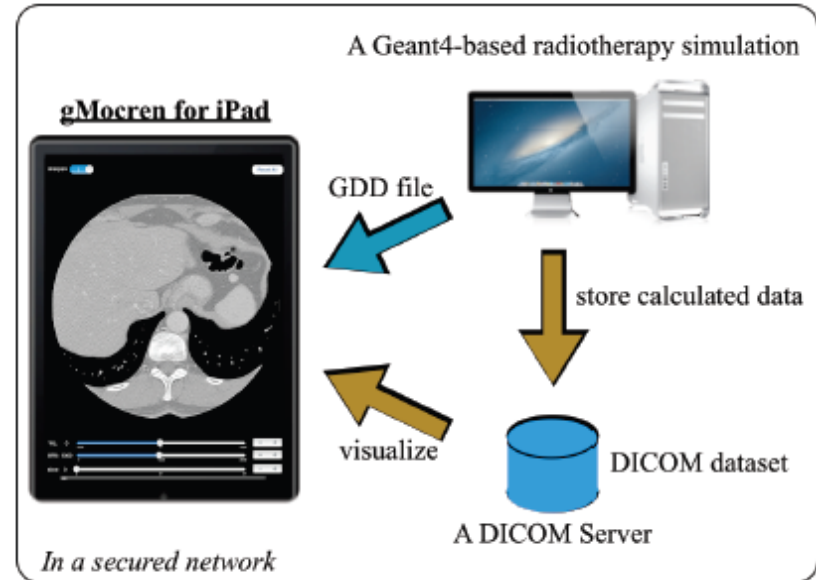 A Geant4-based radiotherapy simulation
gMocren for iPad
GDD file
store calculated data
visualize
DICOM dataset
A DICOM Server
In a secured network